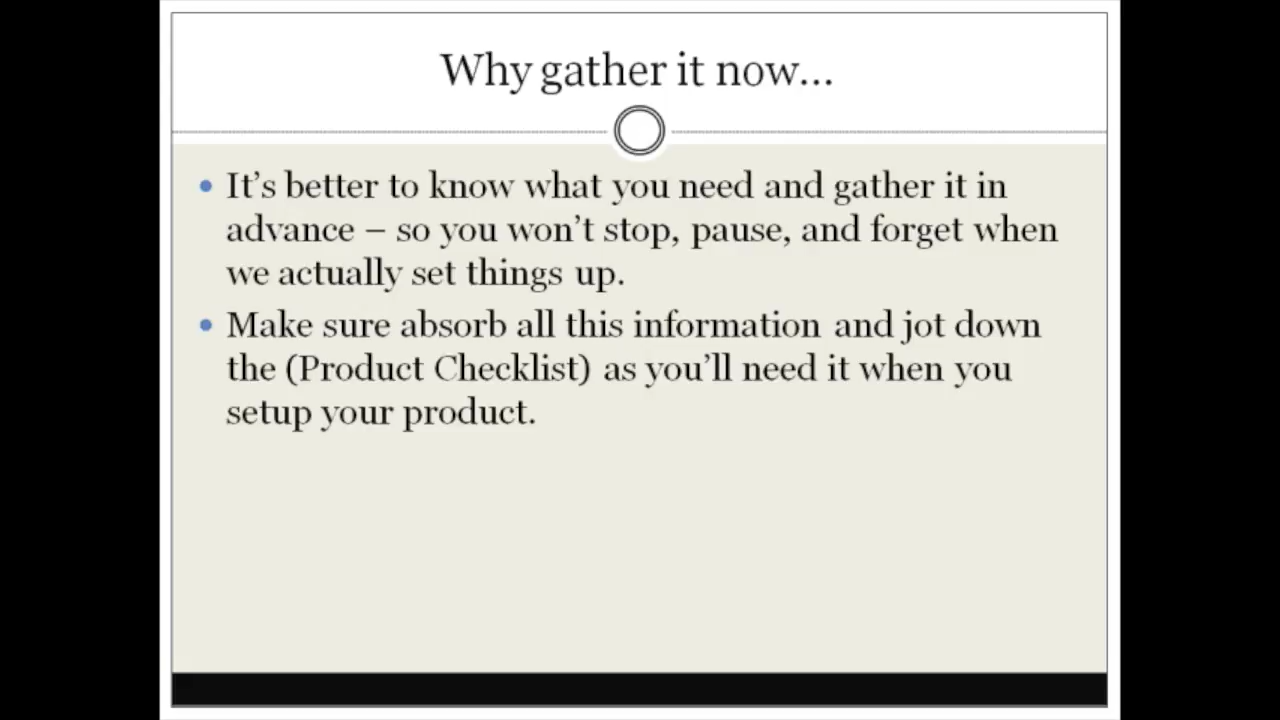 Why gather it now...
• It's better to know what you need and gather it in
advance – so you won't stop, pause, and forget when
we actually set things up.
• Make sure absorb all this information and jot down
the (Product Checklist) as you'll need it when you
setup your product.